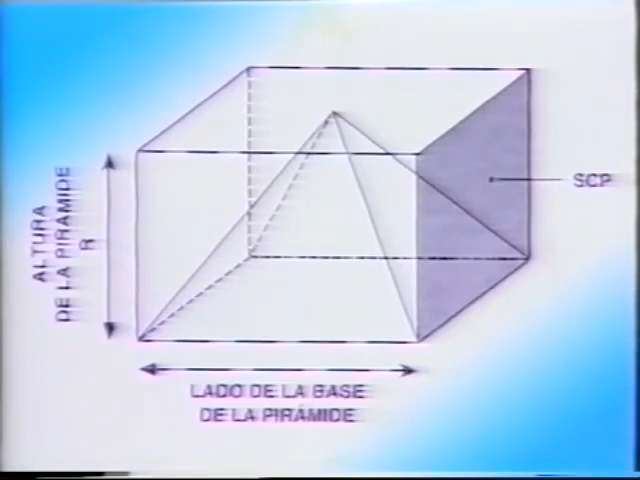 ALTURA
DE LA PIRÁMIDE
R
SCP
LADO DE LA BASE
DE LA PIRÁMIDE